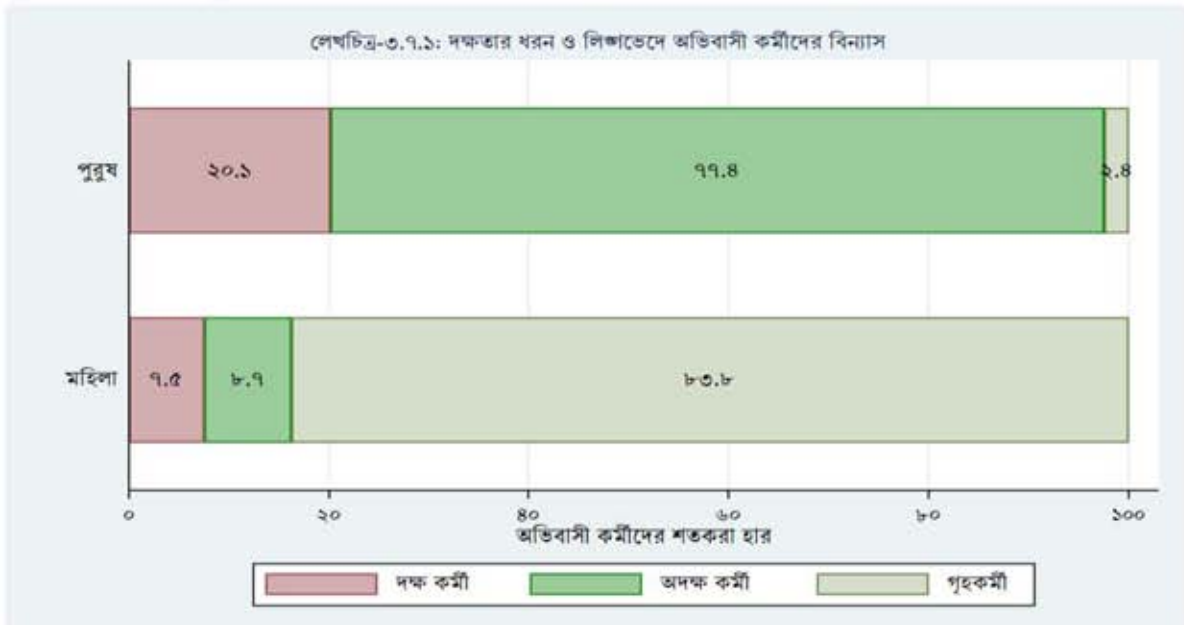 লেখচিত্র-৩.৭.১: দক্ষতার ধরন ও লিঙ্গভেদে অভিবাসী কর্মীদের বিন্যাস
পুরুষ
২০.১
৭৭.৪
২.৪
মহিলা
৭.৫
৮.৭
৮৩.৮
০ ২০ ৪০ ৬০ ৮০ ১০০
অভিবাসী কর্মীদের শতকরা হার
দক্ষ কর্মী অদক্ষ কর্মী গৃহকর্মী